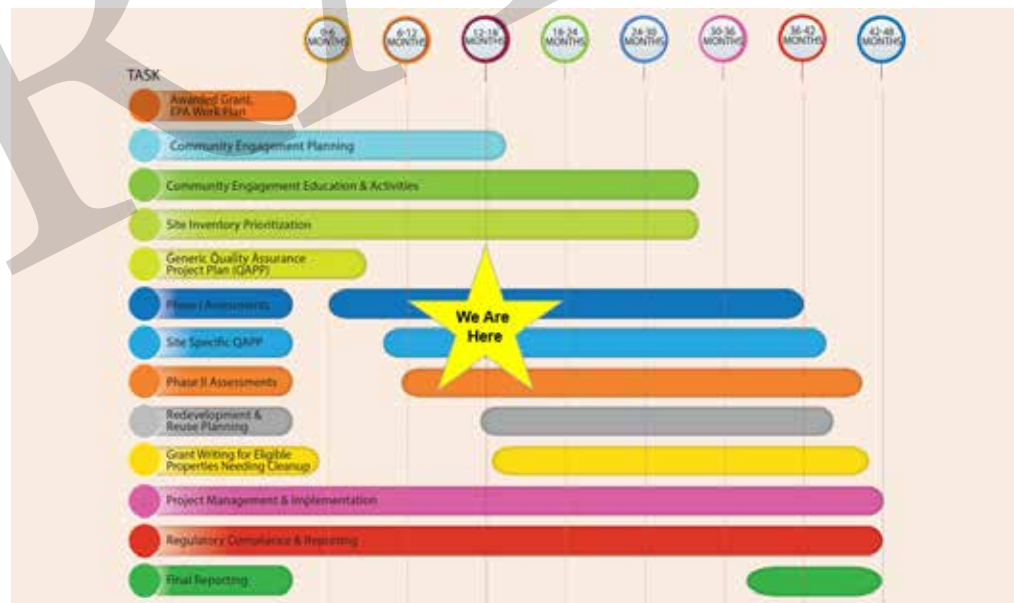 0-6
MONTHS
6-12
MONTHS
12-18
MONTHS
18-24
MONTHS
24-30
MONTHS
30-36
MONTHS
36-42
MONTHS
42-48
MONTHS
TASK
Awarded Grant,
EPA Work Plan
Community Engagement Planning
Community Engagement Education & Activities
Site Inventory Prioritization
Generic Quality Assurance
Project Plan (QAPP)
Phase I Assessments
We Are
Here
Site Specific QAPP
Phase II Assessments
Redevelopment &
Reuse Planning
Grant Writing for Eligible
Properties Needing Cleanup
Project Management & Implementation
Regulatory Compliance & Reporting
Final Reporting